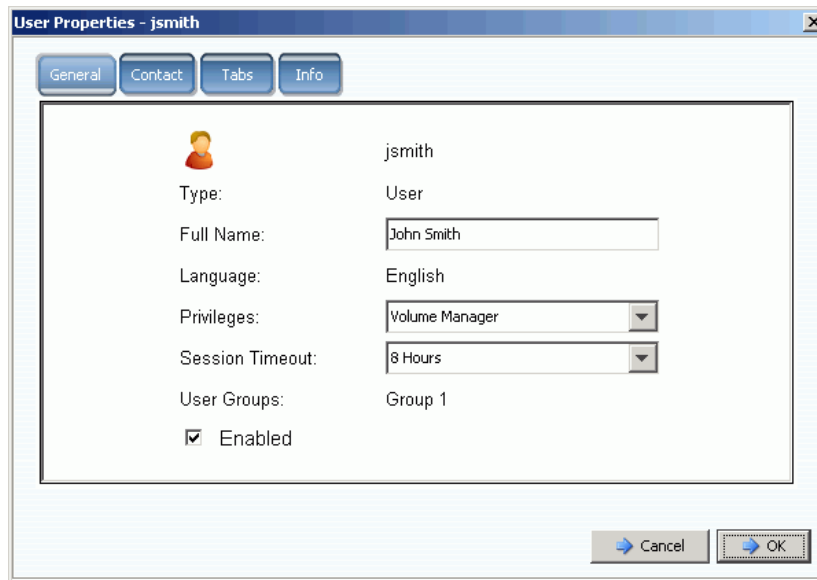 User Properties - jsmith
General Contact Tabs Info
jsmith
Type: User
Full Name: John Smith
Language: English
Privileges: Volume Manager
Session Timeout: 8 Hours
User Groups: Group 1
Enabled
Cancel OK